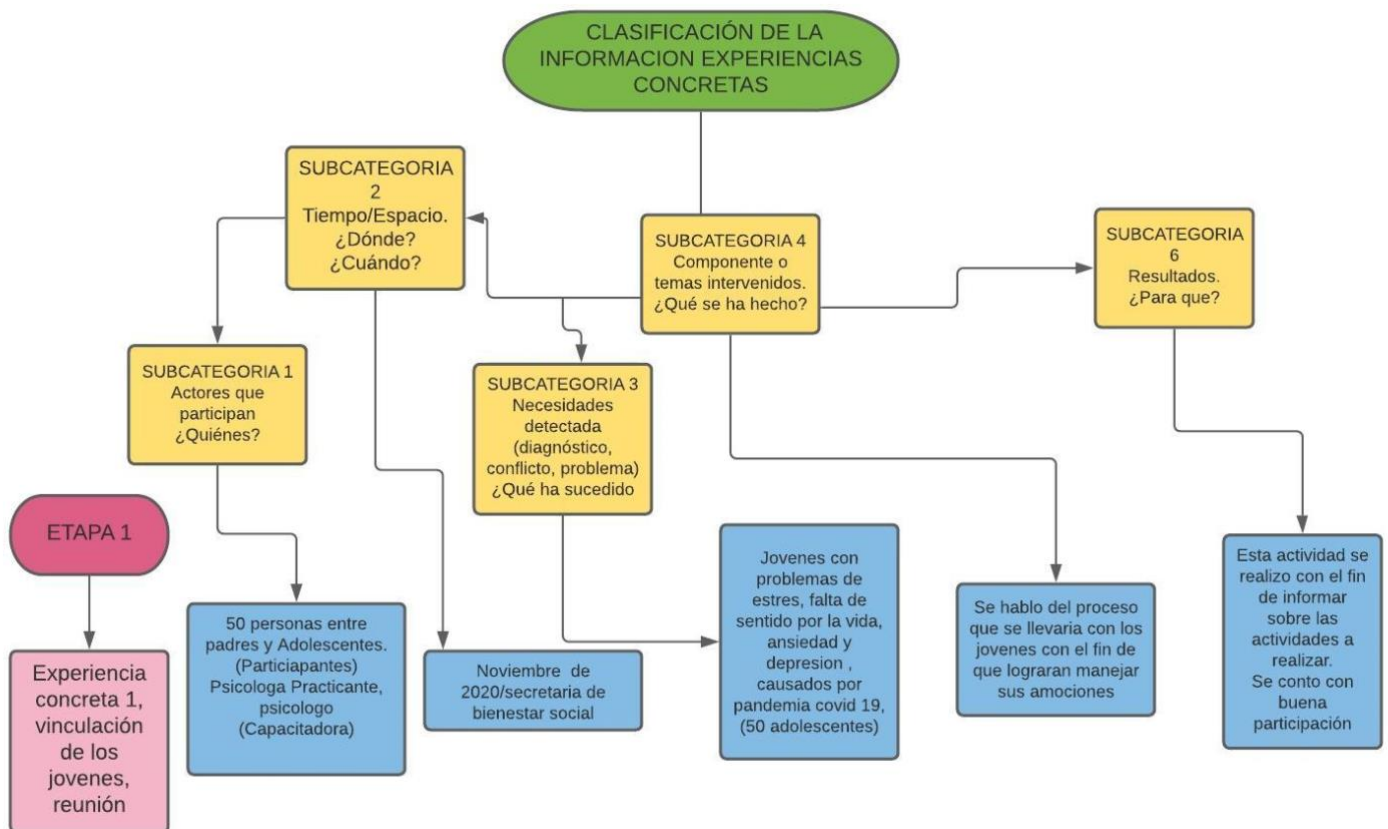 CLASIFICACIÓN DE LA
INFORMACION EXPERIENCIAS
CONCRETAS
SUBCATEGORIA
2
Tiempo/Espacio.
¿Dónde?
¿Cuándo?
SUBCATEGORIA 4
Componente o
temas intervenidos.
¿Qué se ha hecho?
SUBCATEGORIA
6
Resultados.
¿Para que?
SUBCATEGORIA 1
Actores que
participan
¿Quiénes?
SUBCATEGORIA 3
Necesidades
detectada
(diagnóstico,
conflicto, problema)
¿Qué ha sucedido
ETAPA 1
Experiencia
concreta 1,
vinculación
de los
jovenes,
reunión
50 personas entre
padres y Adolescentes.
(Particiapantes)
Psicologa Practicante,
psicologo
(Capacitadora)
Noviembre de
2020/secretaria de
bienestar social
Jovenes con
problemas de
estres, falta de
sentido por la vida,
ansiedad y
depresion ,
causados por
pandemia covid 19,
(50 adolescentes)
Se hablo del proceso
que se llevaria con los
jovenes con el fin de
que lograran manejar
sus amociones
Esta actividad se
realizo con el fin
de informar
sobre las
actividades a
realizar.
Se conto con
buena
participación